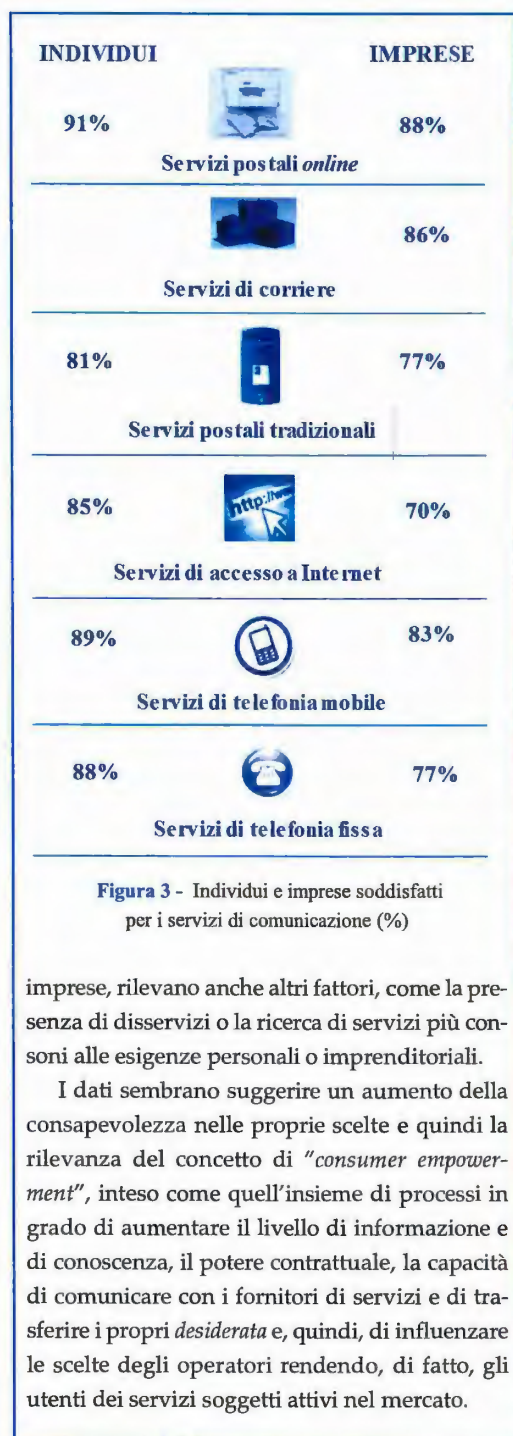 INDIVIDUI IMPRESE
91% 88%
Servizi postali online
86%
Servizi di corriere
81% 77%
Servizi postali tradizionali
85% http://w 70%
Servizi di accesso a Internet
89% 83%
Servizi di telefonia mobile
88% 77%
Servizi di telefonia fissa
Figura 3 - Individui e imprese soddisfatti
per i servizi di comunicazione (%)
imprese, rilevano anche altri fattori, come la pre-
senza di disservizi o la ricerca di servizi più con-
soni alle esigenze personali o imprenditoriali.
I dati sembrano suggerire un aumento della
consapevolezza nelle proprie scelte e quindi la
rilevanza del concetto di "consumer empower-
ment", inteso come quell'insieme di processi in
grado di aumentare il livello di informazione e
di conoscenza, il potere contrattuale, la capacità
di comunicare con i fornitori di servizi e di tra-
sferire i propri desiderata e, quindi, di influenzare
le scelte degli operatori rendendo, di fatto, gli
utenti dei servizi soggetti attivi nel mercato.